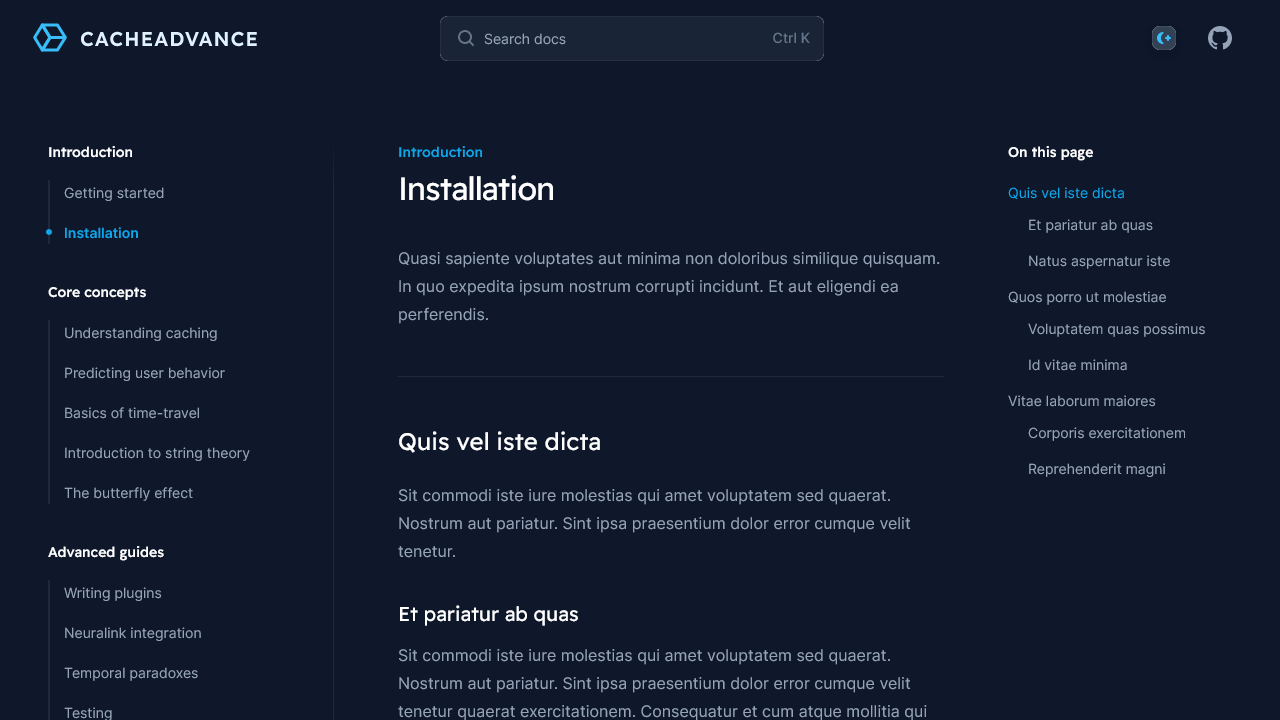 CACHEADVANCE
Search docs
Ctrl K
Introduction
Getting started
Installation
Core concepts
Understanding caching
Predicting user behavior
Basics of time-travel
Introduction to string theory
The butterfly effect
Advanced guides
Writing plugins
Neuralink integration
Temporal paradoxes
Testing
Introduction
Installation
Quasi sapiente voluptates aut minima non doloribus similique quisquam.
In quo expedita ipsum nostrum corrupti incidunt. Et aut eligendi ea
perferendis.
Quis vel iste dicta
Sit commodi iste iure molestias qui amet voluptatem sed quaerat.
Nostrum aut pariatur. Sint ipsa praesentium dolor error cumque velit
tenetur.
Et pariatur ab quas
Sit commodi iste iure molestias qui amet voluptatem sed quaerat.
Nostrum aut pariatur. Sint ipsa praesentium dolor error cumque velit
tenetur quaerat exercitationem. Consequatur et cum atque mollitia qui
On this page
Quis vel iste dicta
Et pariatur ab quas
Natus aspernatur iste
Quos porro ut molestiae
Voluptatem quas possimus
Id vitae minima
Vitae laborum maiores
Corporis exercitationem
Reprehenderit magni